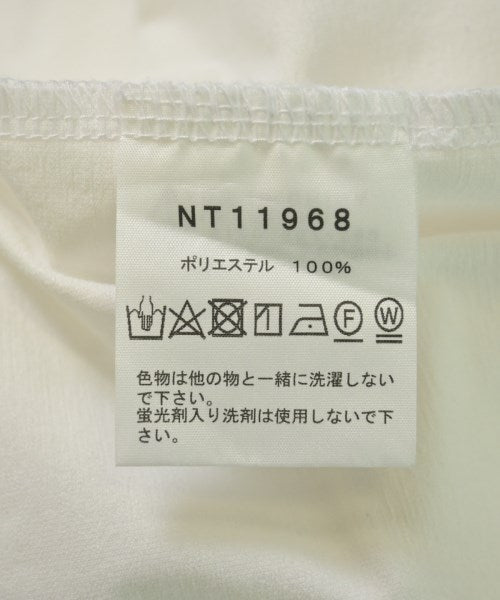 NT11968
ポリエステル 100%
F W
色物は他の物と一緒に洗濯しない
で下さい。
蛍光剤入り洗剤は使用しないで下
さい。